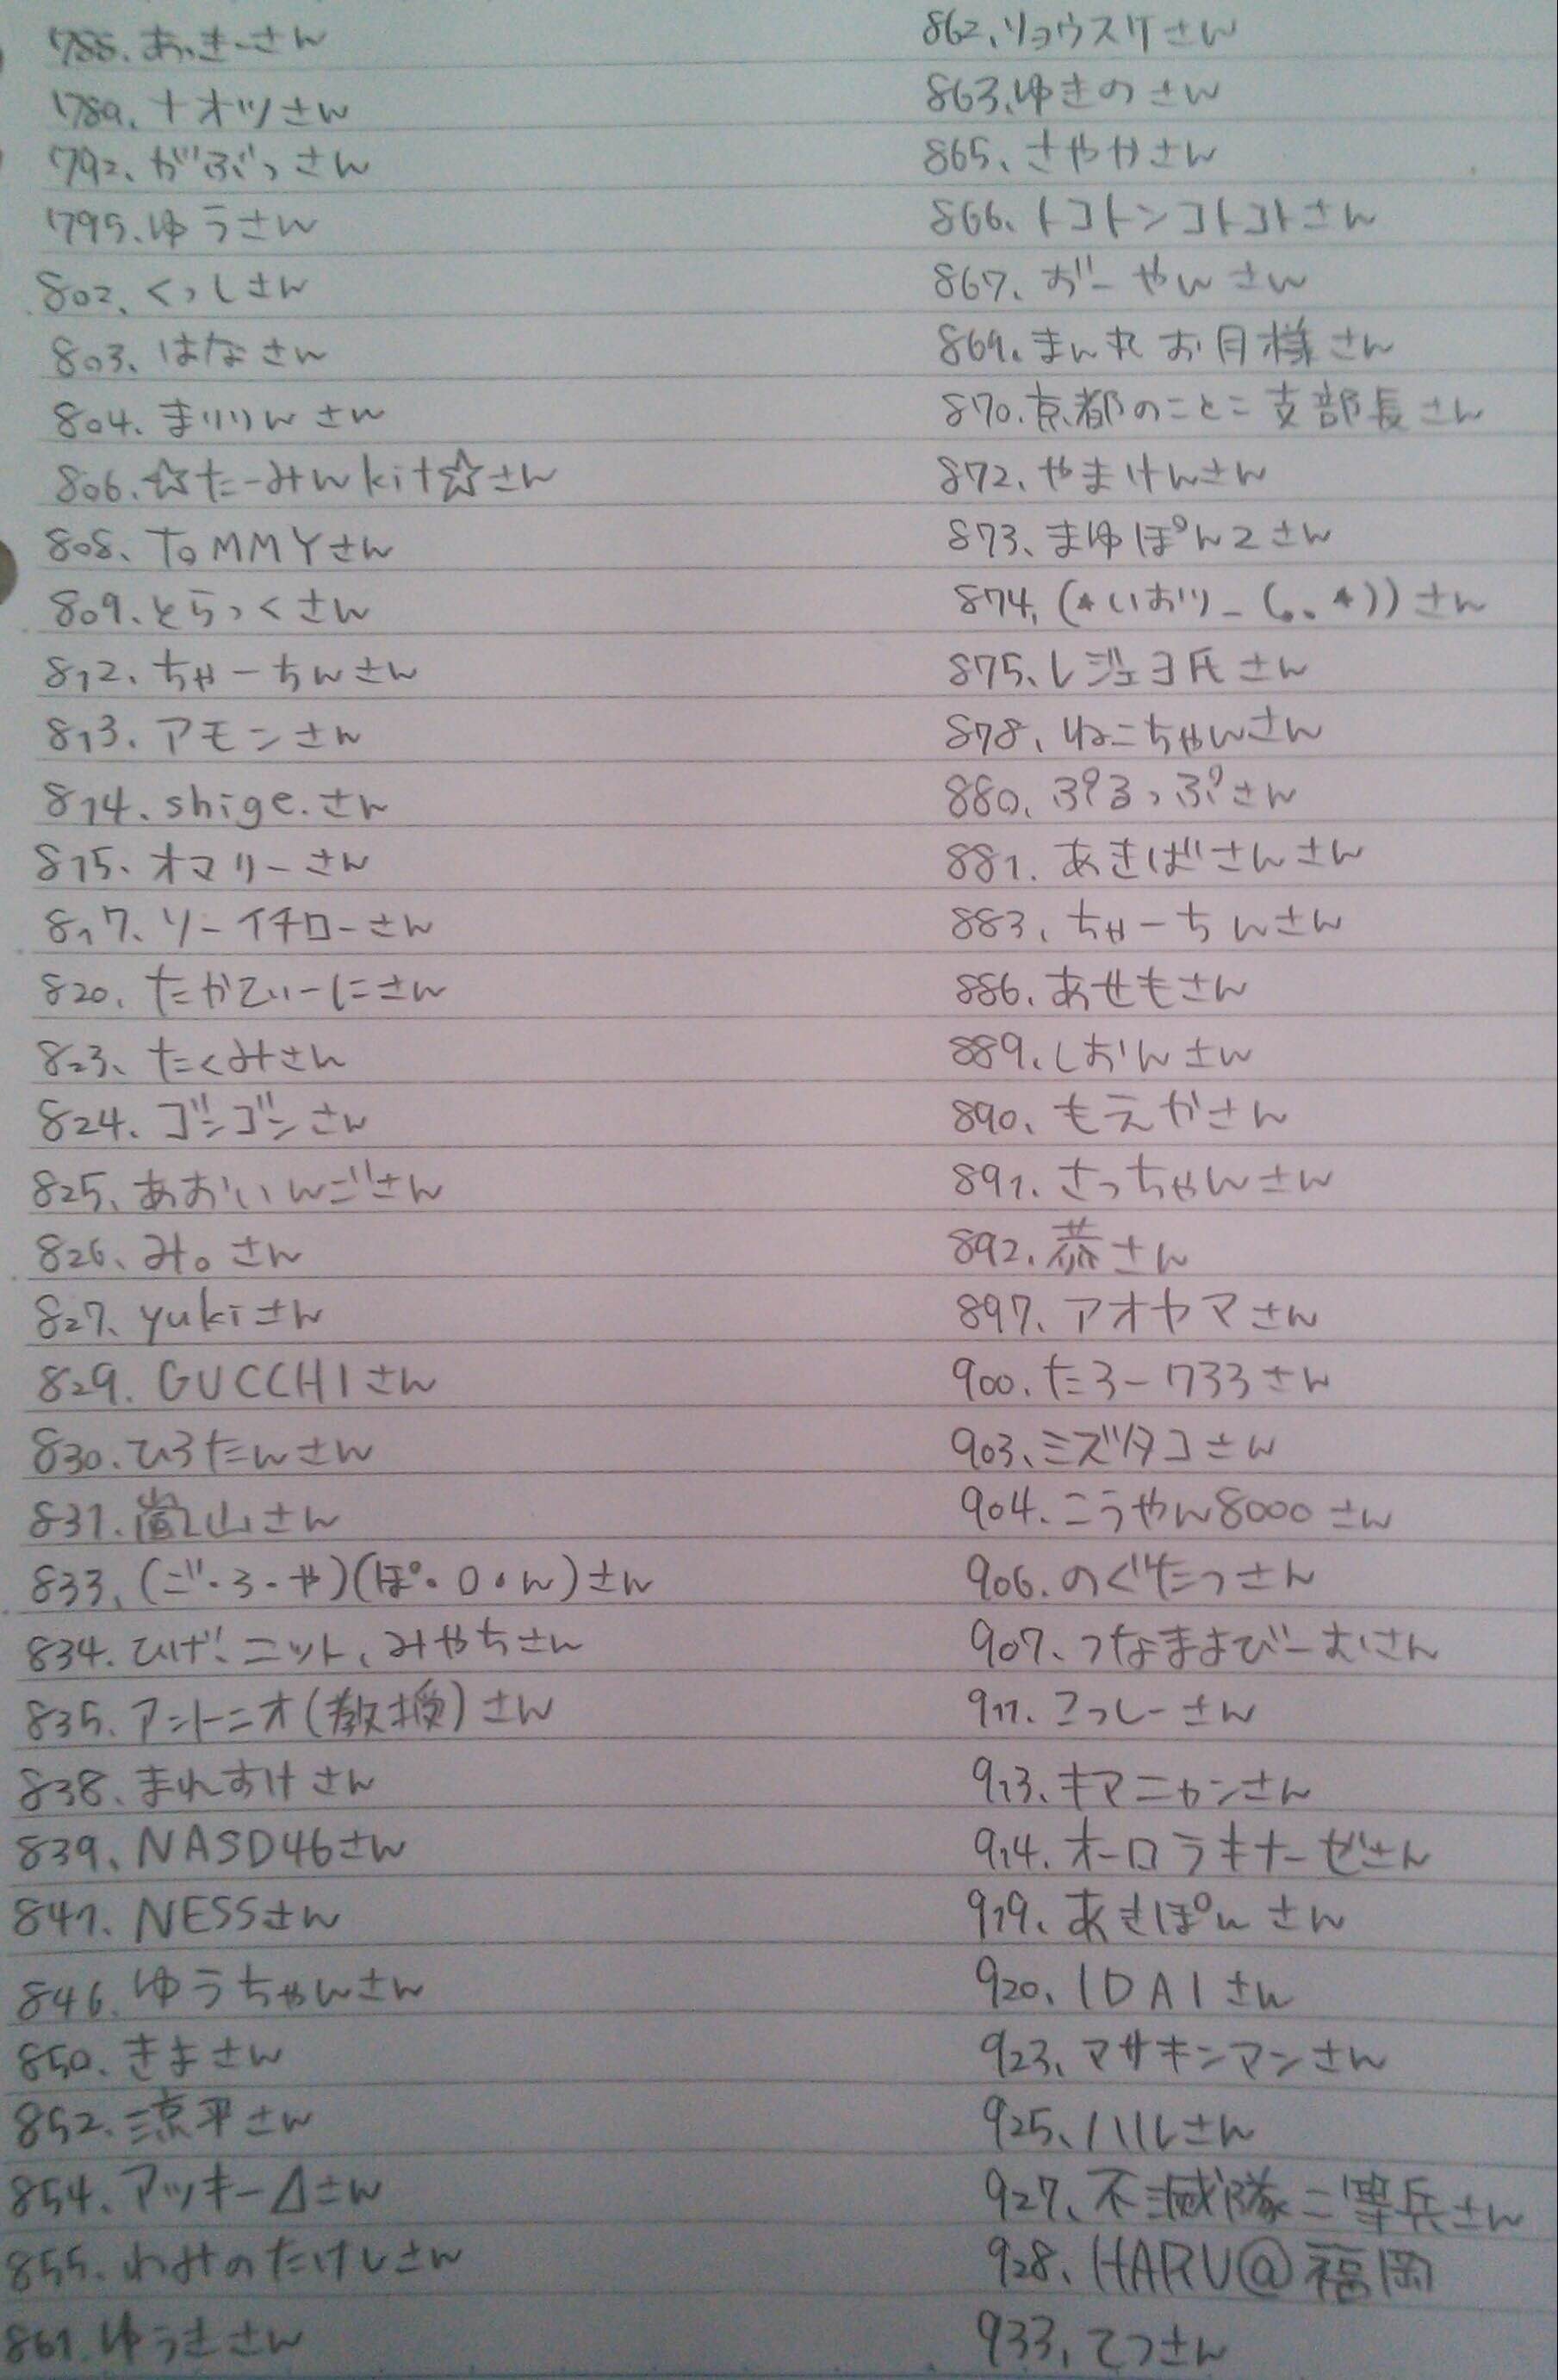 788、あっきーさん
789、ナオツさん
792、がぶっさん
795、ゆうさん
802、くっしさん
803、はなさん
804、まりりんさん
806、☆たーみんkit☆さん
808、TOMMYさん
809、とらっくさん
812、ちゃーちんさん
813、アモンさん
814、shige.さん
815、オマリーさん
817、ソーイチローさん
820、たかてぃーにさん
823、たくみさん
824、ゴンゴンさん
825、あおいんごさん
826、み。さん
827、yukiさん
829、GUCCHIさん
830、ひろたんさん
831、嵐山さん
833、(ご・3・や)(ぽ・0・ん)さん
834、ひげ、ニット、みやちさん
835、アントニオ(教授)さん
838、まれすけさん
839、NASD46さん
841、NESSさん
846、ゆうちゃんさん
850、きまさん
852、涼平さん
854、アッキー⊿さん
855、わみのたけしさん
861、ゆうきさん
862、リョウスケさん
863、ゆきのさん
865、さやかさん
866、トコトンコトコトさん
867、おーやんさん
869、まん丸お月様さん
870、京都のことこ支部長さん
872、やまけんさん
873、まゆぽん2さん
874、(*いおり_(。、*))さん
875、レジェヨ氏さん
878、ねこちゃんさん
880、ぷるっぷさん
881、あきばさんさん
883、ちゃーちんさん
886、あせもさん
889、しおんさん
890、もえかさん
891、さっちゃんさん
892、恭さん
897、アオヤマさん
900、たろー733さん
903、ミズタコさん
904、こうやん8000さん
906、のぐたつさん
907、つなまよびーむさん
911、こっしーさん
913、キマニャンさん
914、オーロラキナーゼさん
919、あきぽんさん
920、IDAIさん
923、マサキンマンさん
925、ハルさん
927、不滅隊二等兵さん
928、HARU@福岡
933、てつさん